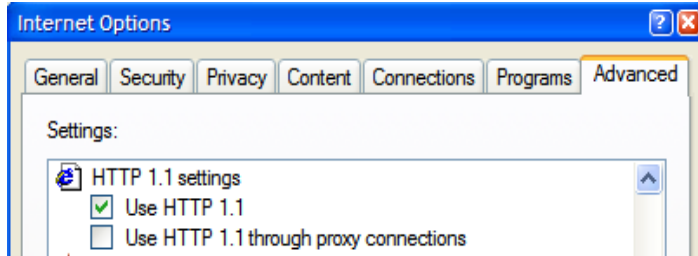 Internet Options
General Security Privacy Content Connections Programs Advanced
Settings:
HTTP 1.1 settings
Use HTTP 1.1
Use HTTP 1.1 through proxy connections